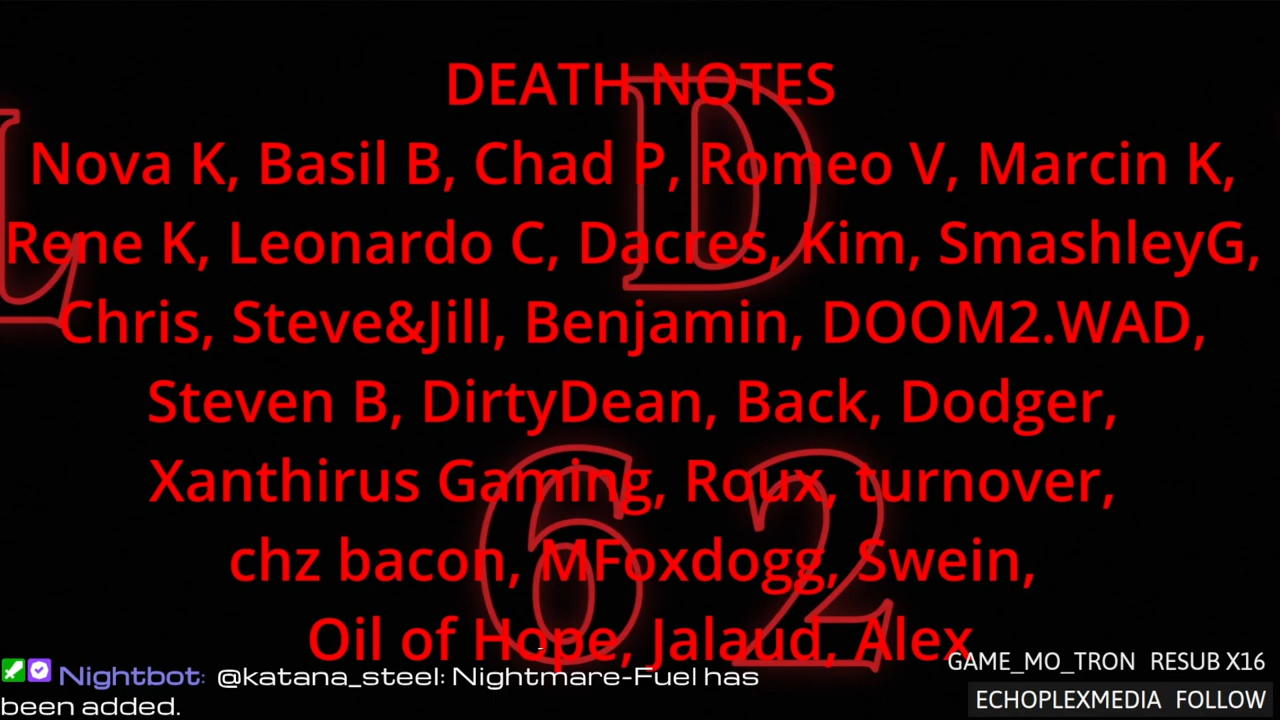 DEATH NOTES
Nova K, Basil B, Chad P, Romeo V, Marcin K,
Rene K, Leonardo C, Dacres, Kim, SmashleyG,
Chris, Steve&Jill, Benjamin, DOOM2.WAD,
Steven B, DirtyDean, Back, Dodger,
Xanthirus Gaming, Roux, turnover,
chz bacon, MFoxdogg, Swein,
Oil of Hope, Jalaud, Alex
L D
62
Nightbot: @katana_steel: Nightmare-Fuel has
been added.
GAME_MO_TRON RESUB X16
ECHOPLEXMEDIA FOLLOW